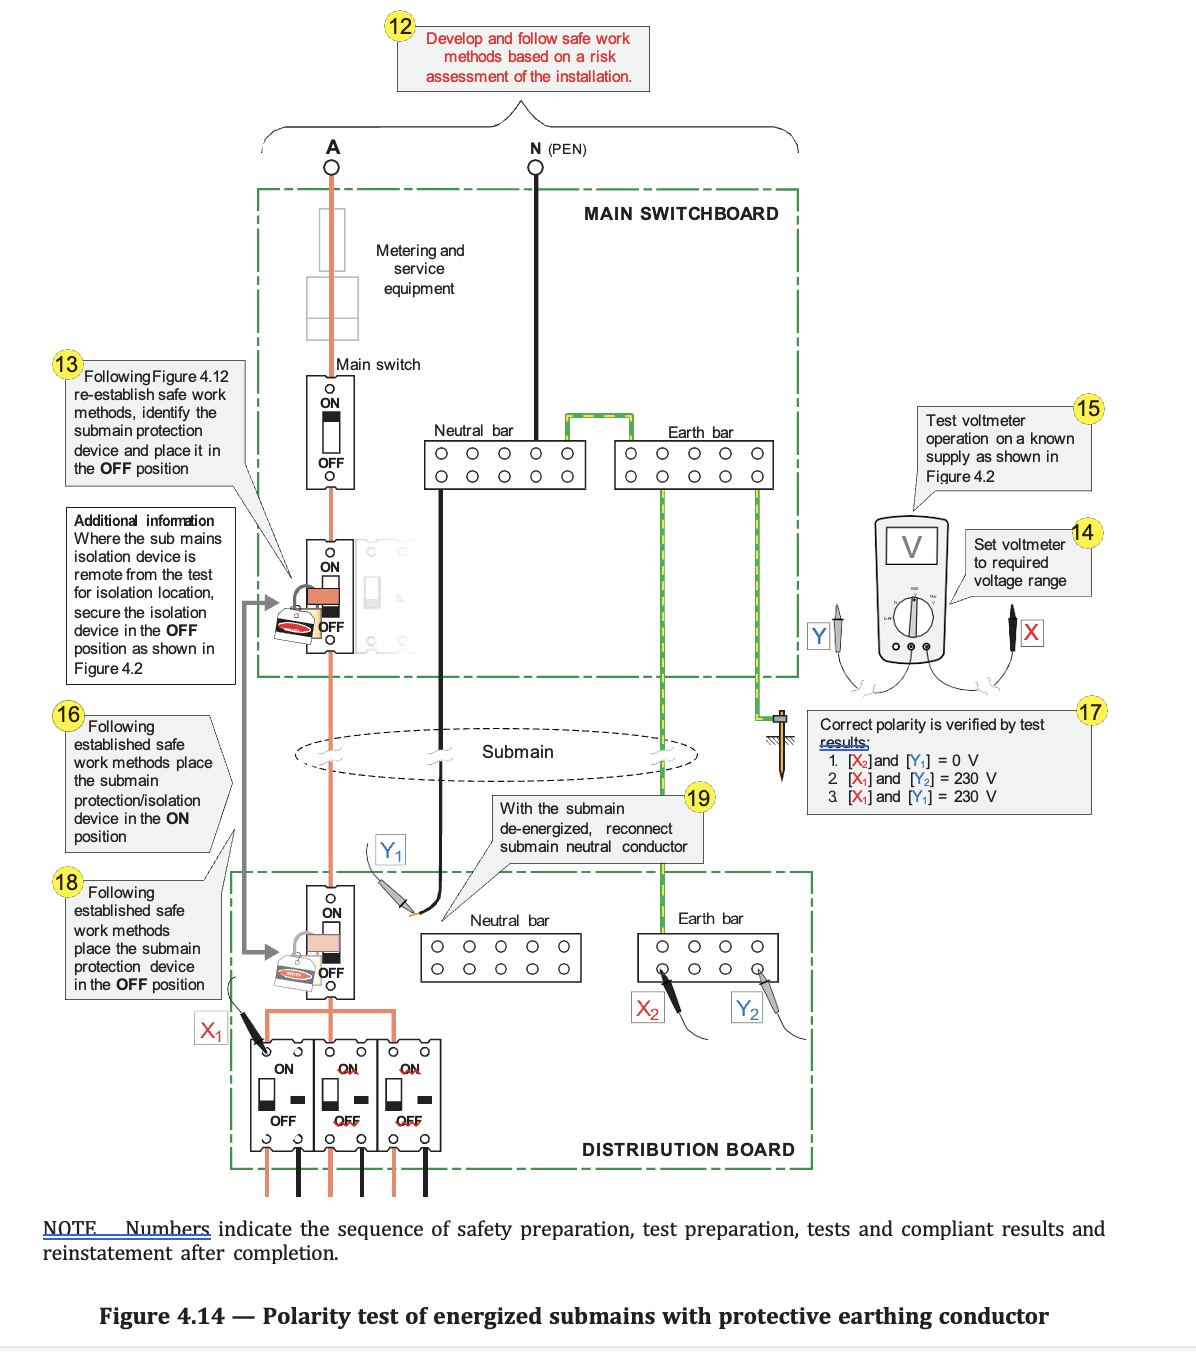 12
Develop and follow safe work
methods based on a risk
assessment of the installation.
A
N (PEN)
MAIN SWITCHBOARD
Metering and
service
equipment
Main switch
ON
OFF
13
Following Figure 4.12
re-establish safe work
methods, identify the
submain protection
device and place it in
the OFF position
Neutral bar
Earth bar
15
Test voltmeter
operation on a known
supply as shown in
Figure 4.2
Additional information
Where the sub mains
isolation device is
remote from the test
for isolation location,
secure the isolation
device in the OFF
position as shown in
Figure 4.2
ON
OFF
V
14
Set voltmeter
to required
voltage range
Y
X
16
Following
established safe
work methods place
the submain
protection/isolation
device in the ON
position
Submain
17
Correct polarity is verified by test
results:
1. [X2] and [Y1] = 0 V
2. [X1] and [Y2] = 230 V
3. [X1] and [Y1] = 230 V
19
With the submain
de-energized, reconnect
submain neutral conductor
Y1
18
Following
established safe
work methods
place the submain
protection device
in the OFF position
ON
OFF
Neutral bar
Earth bar
X1
X2
Y2
ON
ON
ON
OFF
OFF
OFF
DISTRIBUTION BOARD
NOTE Numbers indicate the sequence of safety preparation, test preparation, tests and compliant results and
reinstatement after completion.
Figure 4.14 — Polarity test of energized submains with protective earthing conductor